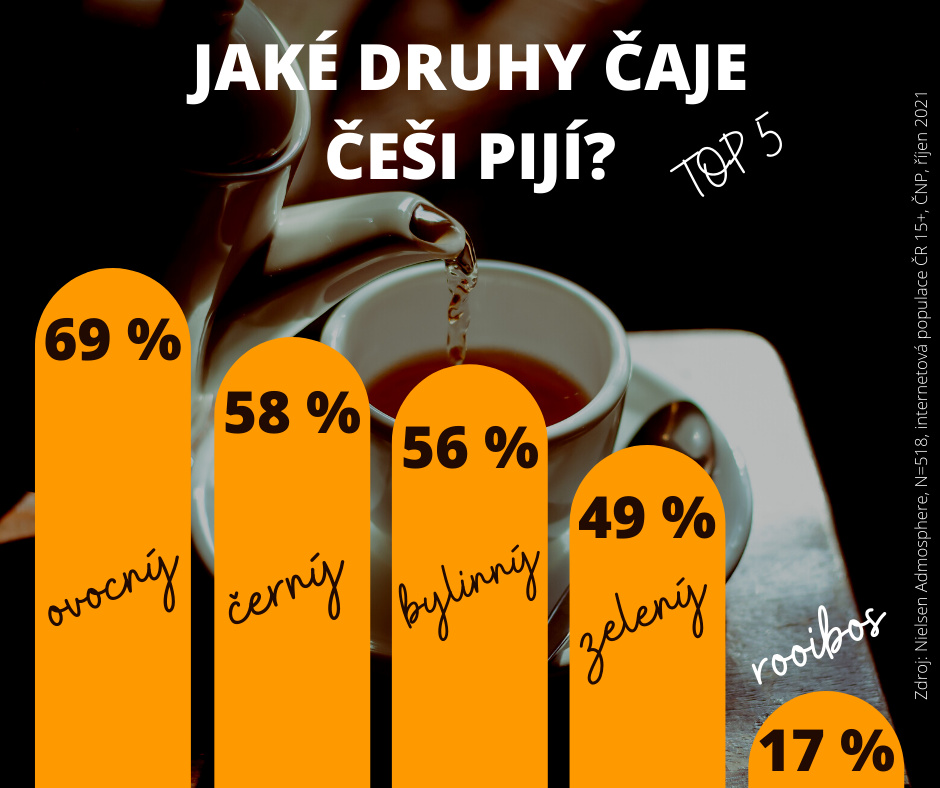 JAKÉ DRUHY ČAJE
ČEŠI PIJÍ?
TOP 5
69 %
ovocný
58 %
černý
56 %
bylinný
49 %
zelený
rooibos
17 %
Zdroj: Nielsen Admosphere, N=518, internetová populace ČR 15+, ČNP, říjen 2021